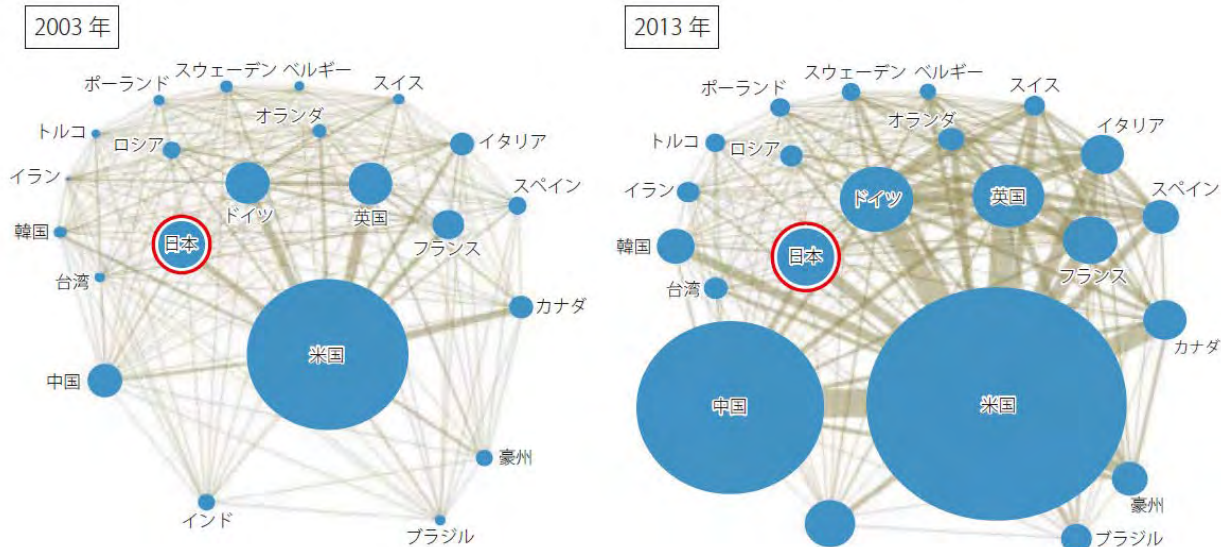 2003 年
スウェーデン ベルギー
ポーランド
スイス
オランダ
トルコ
ロシア
イタリア
イラン
ドイツ
英国
スペイン
韓国
日本
フランス
台湾
カナダ
米国
中国
豪州
インド
ブラジル
2013 年
スウェーデン ベルギー
ポーランド
スイス
オランダ
トルコ
ロシア
イタリア
イラン
ドイツ
英国
スペイン
韓国
日本
フランス
台湾
カナダ
中国
米国
豪州
ブラジル